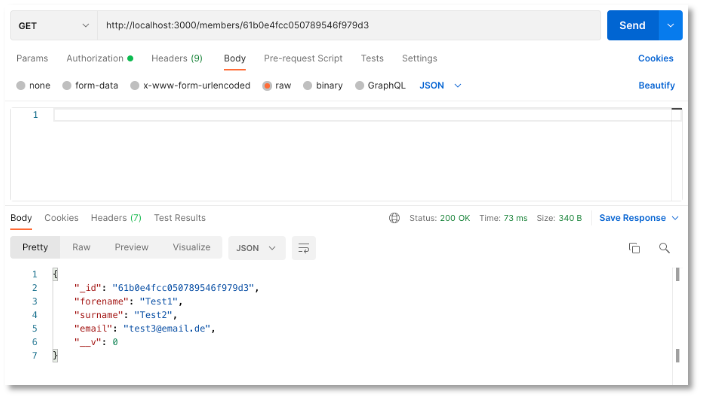 GET http://localhost:3000/members/61b0e4fcc050789546f979d3 Send
Params Authorization Headers (9) Body Pre-request Script Tests Settings Cookies
none form-data x-www-form-urlencoded raw binary GraphQL JSON Beautify
1
Body Cookies Headers (7) Test Results Status: 200 OK Time: 73 ms Size: 340 B Save Response
Pretty Raw Preview Visualize JSON
1 {
2 "_id": "61b0e4fcc050789546f979d3",
3 "forename": "Test1",
4 "surname": "Test2",
5 "email": "test3@email.de",
6 "__v": 0
7 }